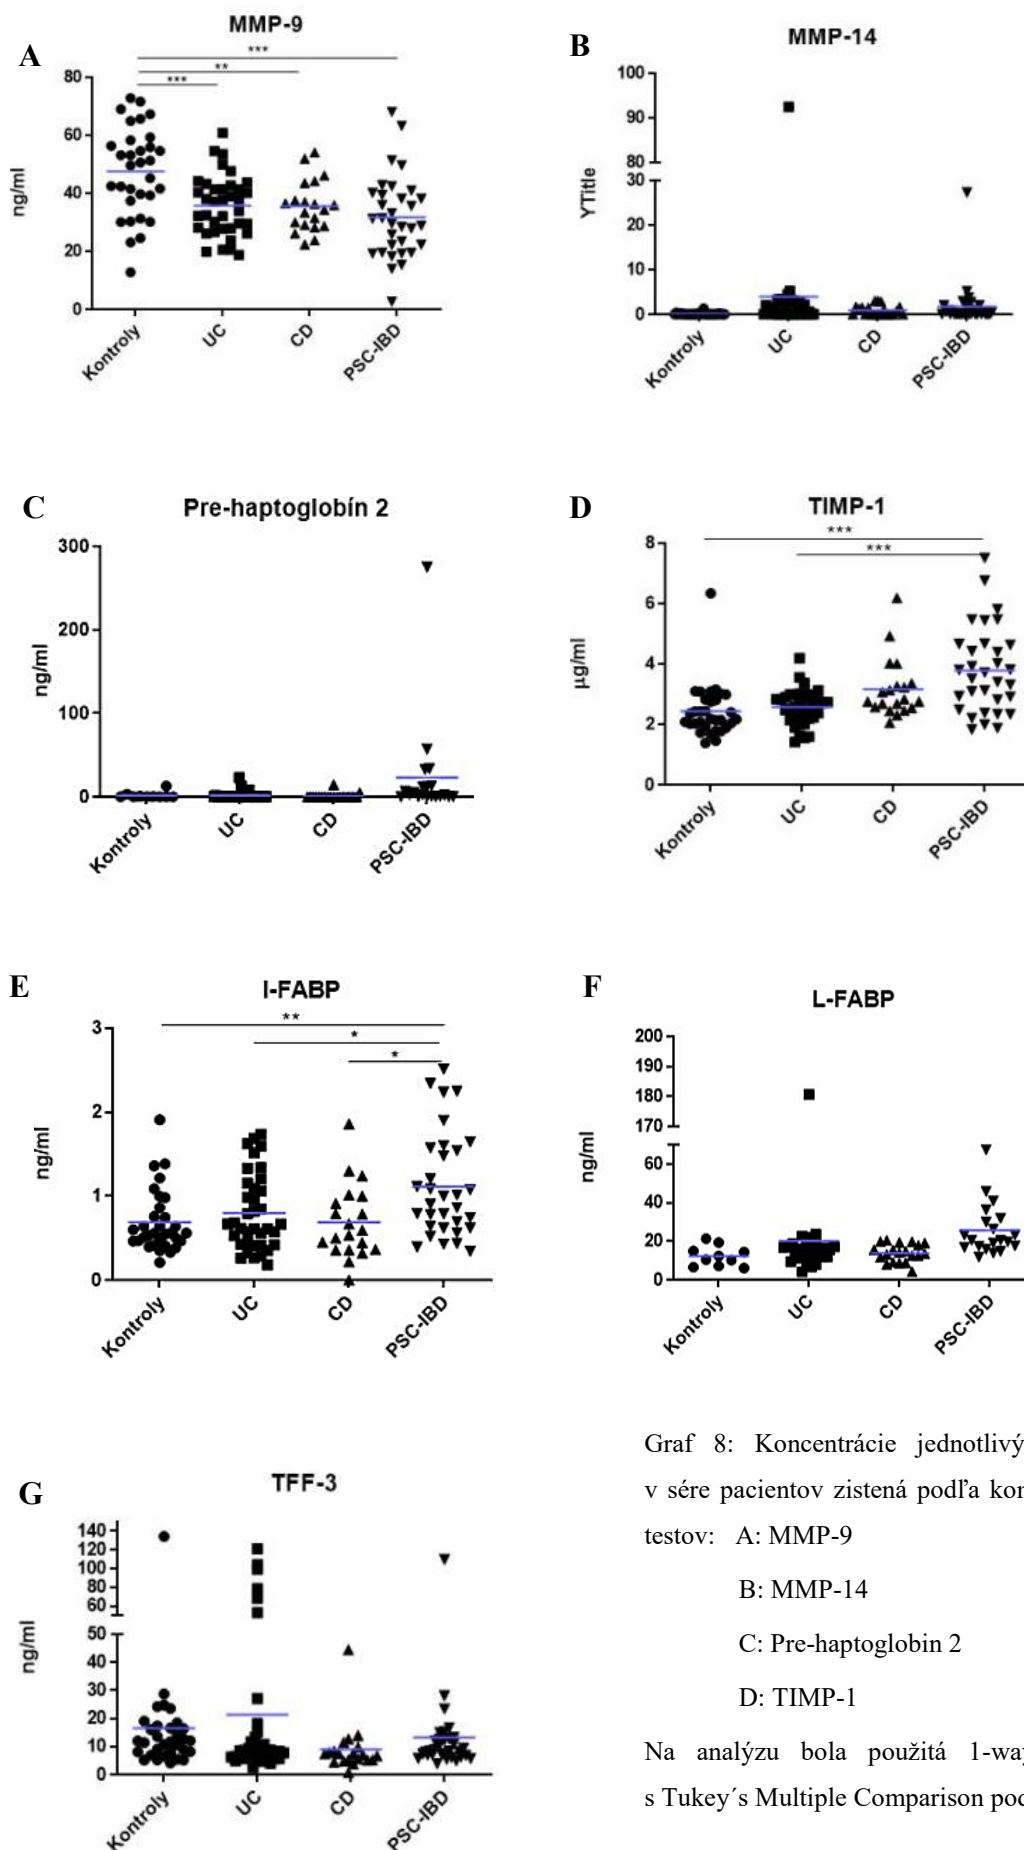 MMP-9
A
***
**
***
80
60
40
20
0
ng/ml
Kontroly
UC
CD
PSC-IBD
MMP-14
B
100
90
80
30
20
10
0
YTitle
Kontroly
UC
CD
PSC-IBD
C
Pre-haptoglobín 2
300
200
100
0
ng/ml
Kontroly
UC
CD
PSC-IBD
D
TIMP-1
***
***
8
6
4
2
0
µg/ml
Kontroly
UC
CD
PSC-IBD
E
I-FABP
**
*
*
3
2
1
0
ng/ml
Kontroly
UC
CD
PSC-IBD
F
L-FABP
200
190
180
170
60
40
20
0
ng/ml
Kontroly
UC
CD
PSC-IBD
G
TFF-3
140
120
100
80
60
50
40
30
20
10
0
ng/ml
Kontroly
UC
CD
PSC-IBD
Graf 8: Koncentrácie jednotlivý
v sére pacientov zistená podľa kon
testov: A: MMP-9
B: MMP-14
C: Pre-haptoglobin 2
D: TIMP-1
Na analýzu bola použitá 1-way
s Tukey´s Multiple Comparison pod